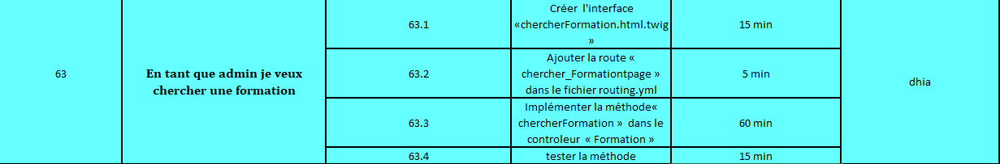 63
En tant que admin je veux
chercher une formation
63.1
Créer l'interface
«chercherFormation.html.twig
»
15 min
63.2
Ajouter la route «
chercher_Formationtpage »
dans le fichier routing.yml
5 min
63.3
Implémenter la méthode«
chercherFormation » dans le
controleur « Formation »
60 min
63.4
tester la méthode
15 min
dhia